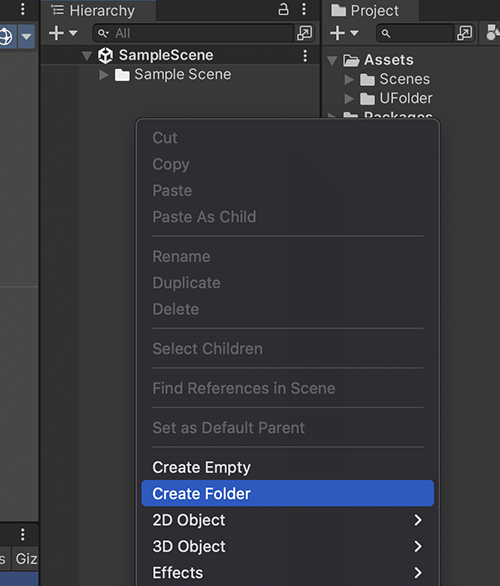 Hierarchy
Project
All
SampleScene
Sample Scene
Assets
Scenes
UFolder
Packages
Cut
Copy
Paste
Paste As Child
Rename
Duplicate
Delete
Select Children
Find References in Scene
Set as Default Parent
Create Empty
Create Folder
2D Object
3D Object
Effects
s
Giz